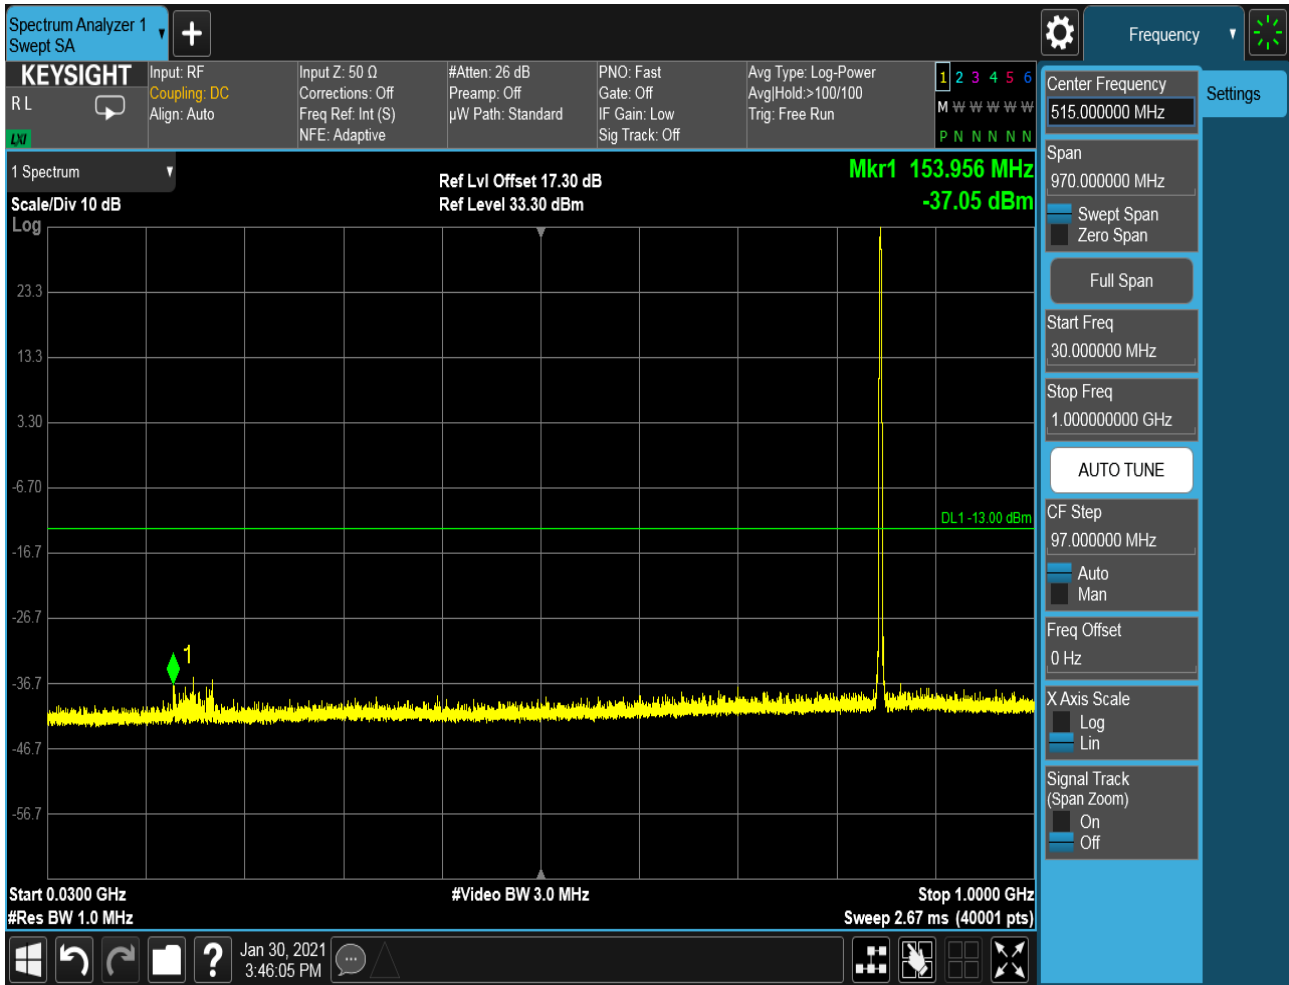 Spectrum Analyzer 1
Swept SA
Frequency
KEYSIGHT
R L
LXI
Input: RF
Coupling: DC
Align: Auto
Input Z: 50 Ω
Corrections: Off
Freq Ref: Int (S)
NFE: Adaptive
#Atten: 26 dB
Preamp: Off
µW Path: Standard
PNO: Fast
Gate: Off
IF Gain: Low
Sig Track: Off
Avg Type: Log-Power
Avg|Hold:>100/100
Trig: Free Run
1 2 3 4 5 6
M W W W W W
P N N N N N
1 Spectrum
Scale/Div 10 dB
Log
Ref Lvl Offset 17.30 dB
Ref Level 33.30 dBm
Mkr1 153.956 MHz
-37.05 dBm
23.3
13.3
3.30
-6.70
-16.7
-26.7
-36.7
-46.7
-56.7
DL1 -13.00 dBm
1
Start 0.0300 GHz
#Res BW 1.0 MHz
#Video BW 3.0 MHz
Stop 1.0000 GHz
Sweep 2.67 ms (40001 pts)
Jan 30, 2021
3:46:05 PM
Center Frequency
515.000000 MHz
Span
970.000000 MHz
Swept Span
Zero Span
Full Span
Start Freq
30.000000 MHz
Stop Freq
1.000000000 GHz
AUTO TUNE
CF Step
97.000000 MHz
Auto
Man
Freq Offset
0 Hz
X Axis Scale
Log
Lin
Signal Track
(Span Zoom)
On
Off
Settings